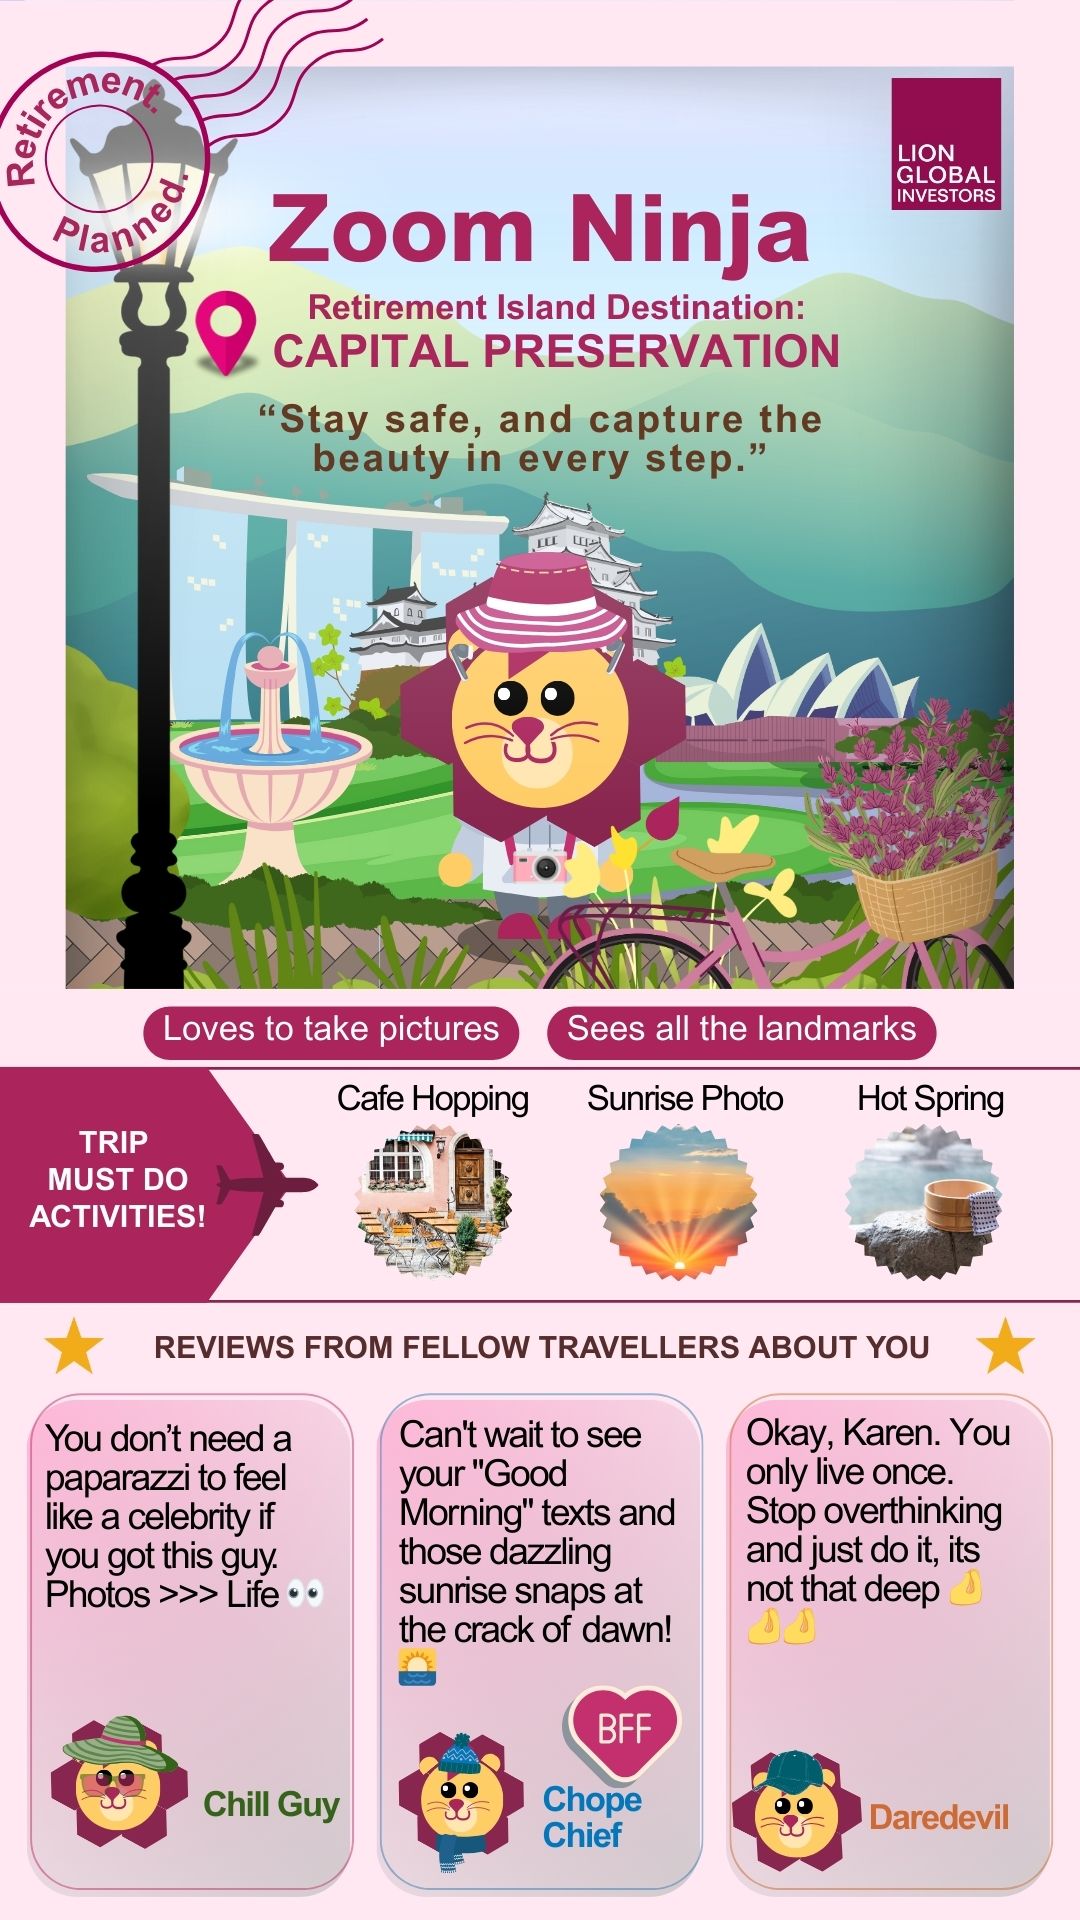 Retirement.
Planned.
LION
GLOBAL
INVESTORS
Zoom Ninja
Retirement Island Destination:
CAPITAL PRESERVATION
“Stay safe, and capture the
beauty in every step.”
Loves to take pictures
Sees all the landmarks
TRIP
MUST DO
ACTIVITIES!
Cafe Hopping
Sunrise Photo
Hot Spring
REVIEWS FROM FELLOW TRAVELLERS ABOUT YOU
You don’t need a
paparazzi to feel
like a celebrity if
you got this guy.
Photos >>> Life 👀
Chill Guy
Can't wait to see
your "Good
Morning" texts and
those dazzling
sunrise snaps at
the crack of dawn!
🌅
BFF
Chope
Chief
Okay, Karen. You
only live once.
Stop overthinking
and just do it, its
not that deep 🫴
🫴🫴
Daredevil